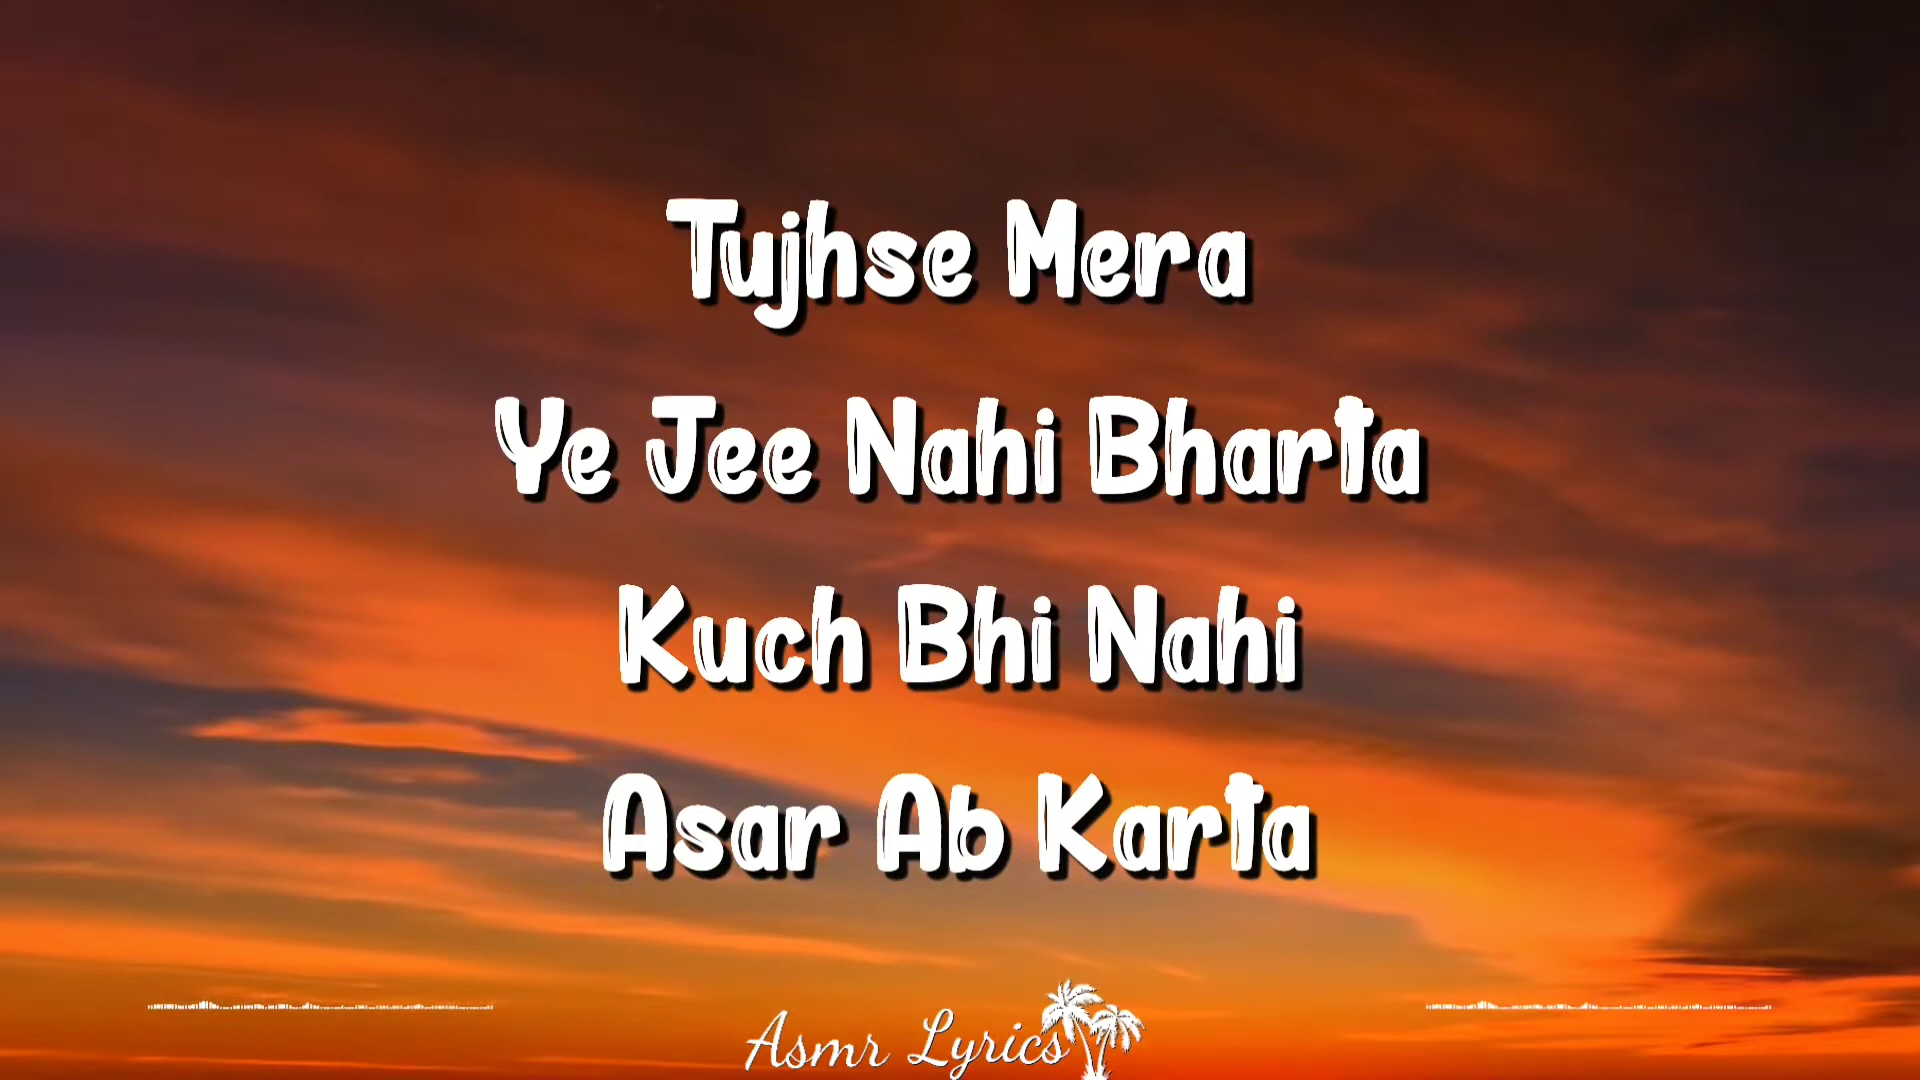 Tujhse Mera
Ye Jee Nahi Bharta
Kuch Bhi Nahi
Asar Ab Karta
Asmr Lyrics